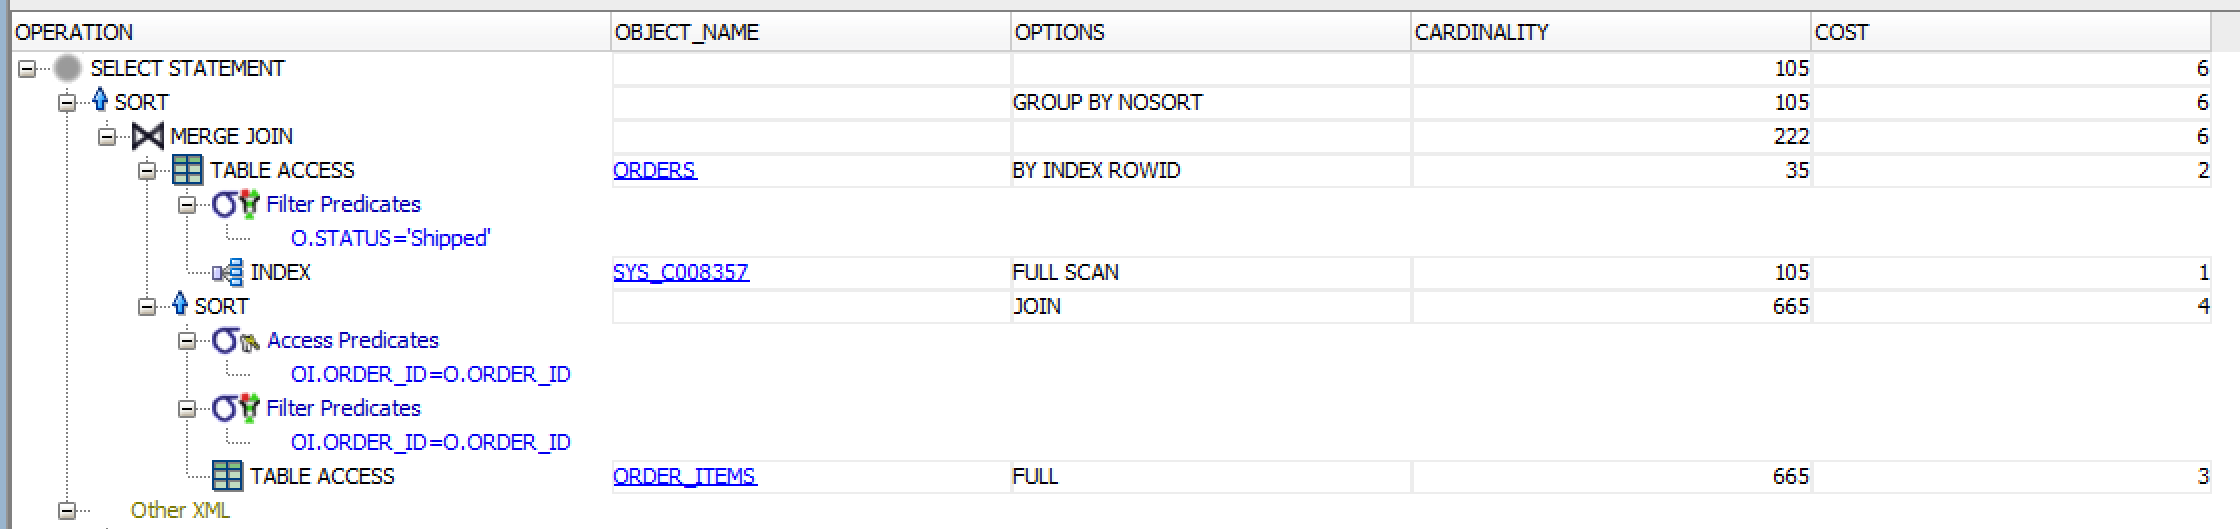 OPERATION OBJECT_NAME OPTIONS CARDINALITY COST
SELECT STATEMENT 105 6
SORT GROUP BY NOSORT 105 6
MERGE JOIN 222 6
TABLE ACCESS ORDERS BY INDEX ROWID 35 2
Filter Predicates
O.STATUS='Shipped'
INDEX SYS_C008357 FULL SCAN 105 1
SORT JOIN 665 4
Access Predicates
OI.ORDER_ID=O.ORDER_ID
Filter Predicates
OI.ORDER_ID=O.ORDER_ID
TABLE ACCESS ORDER_ITEMS FULL 665 3
Other XML